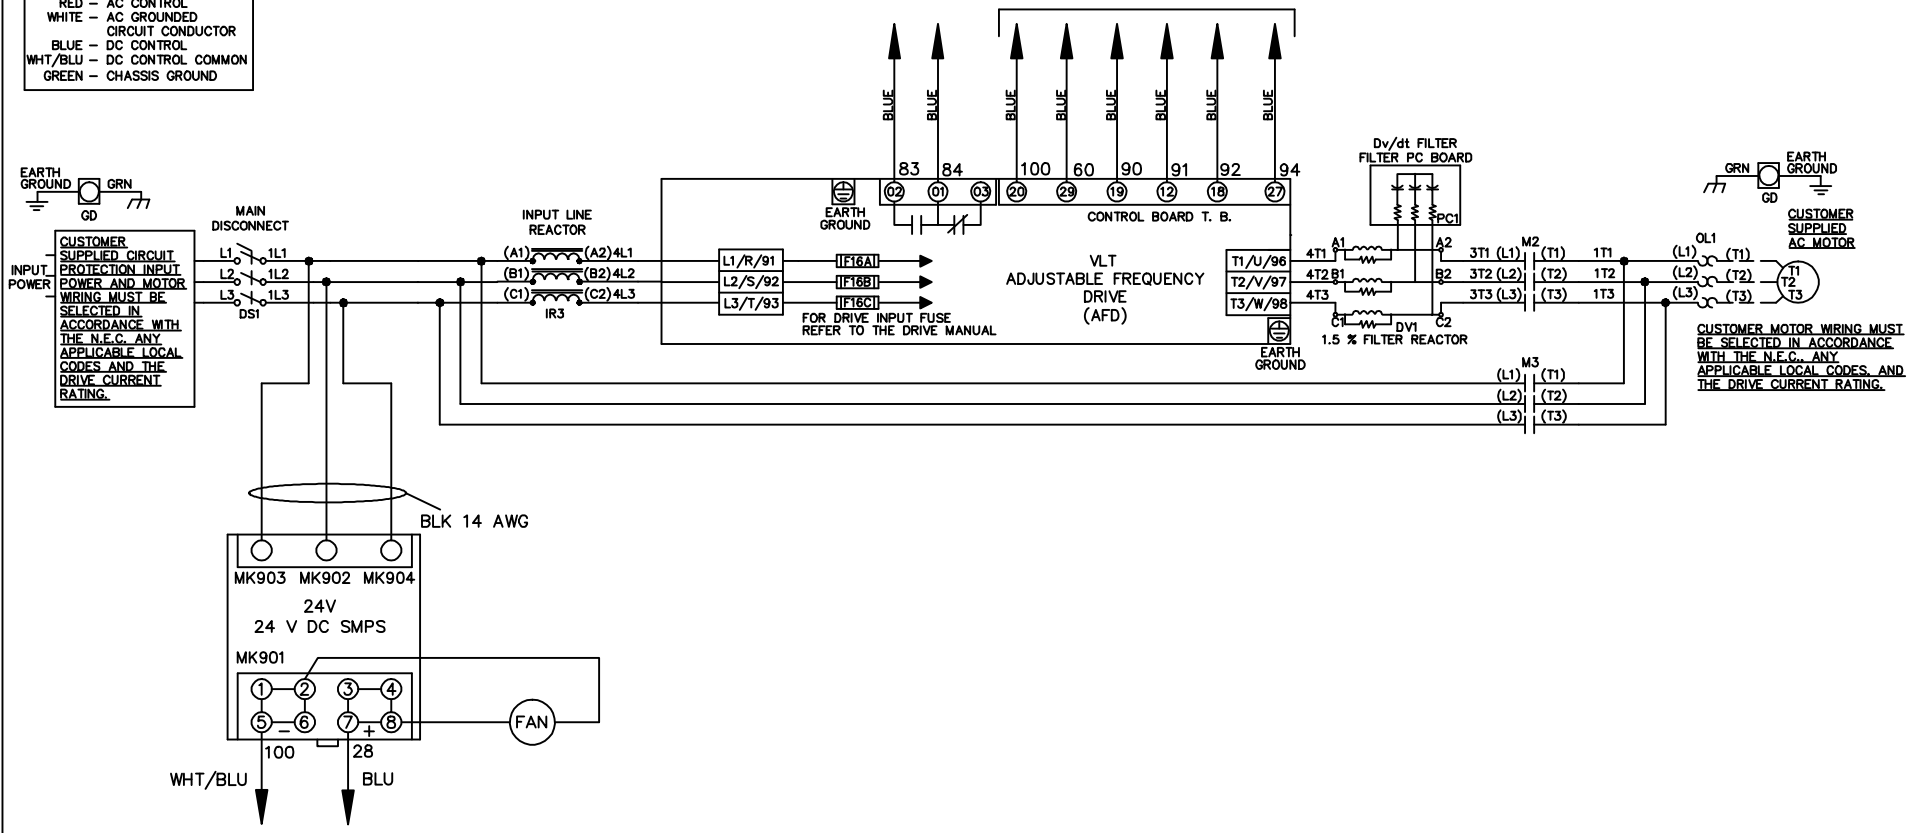 RED – AC CONTROL
WHITE – AC GROUNDED
CIRCUIT CONDUCTOR
BLUE – DC CONTROL
WHT/BLU – DC CONTROL COMMON
GREEN – CHASSIS GROUND
BLUE
BLUE
BLUE
BLUE
BLUE
BLUE
BLUE
BLUE
83
84
100
60
90
91
92
94
02
01
03
20
29
19
12
18
27
EARTH
GROUND
CONTROL BOARD T. B.
EARTH
GROUND
GRN
GD
MAIN
DISCONNECT
INPUT LINE
REACTOR
Dv/dt FILTER
FILTER PC BOARD
PC1
GRN
EARTH
GROUND
GD
CUSTOMER
SUPPLIED
AC MOTOR
INPUT
POWER
CUSTOMER
SUPPLIED CIRCUIT
PROTECTION INPUT
POWER AND MOTOR
WIRING MUST BE
SELECTED IN
ACCORDANCE WITH
THE N.E.C. ANY
APPLICABLE LOCAL
CODES AND THE
DRIVE CURRENT
RATING.
L1 1L1
L2 1L2
L3 1L3
DS1
(A1) (A2) 4L1
(B1) (B2) 4L2
(C1) (C2) 4L3
IR3
L1/R/91
L2/S/92
L3/T/93
IF16A
IF16B
IF16C
FOR DRIVE INPUT FUSE
REFER TO THE DRIVE MANUAL
VLT
ADJUSTABLE FREQUENCY
DRIVE
(AFD)
T1/U/96
T2/V/97
T3/W/98
EARTH
GROUND
4T1 A1 A2
4T2 B1 B2
4T3
C1 C2
DV1
1.5 % FILTER REACTOR
M2
3T1 (L1) (T1) 1T1
3T2 (L2) (T2) 1T2
3T3 (L3) (T3) 1T3
OL1
(L1) (T1)
(L2) (T2)
(L3) (T3)
T1
T2
T3
CUSTOMER MOTOR WIRING MUST
BE SELECTED IN ACCORDANCE
WITH THE N.E.C.. ANY
APPLICABLE LOCAL CODES. AND
THE DRIVE CURRENT RATING.
M3
(L1) (T1)
(L2) (T2)
(L3) (T3)
BLK 14 AWG
MK903 MK902 MK904
24V
24 V DC SMPS
MK901
1 2 3 4
5 6 7 8
– +
FAN
100 28
WHT/BLU BLU